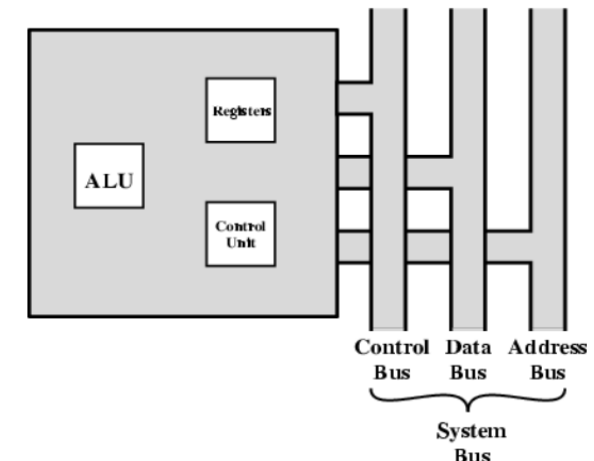 Registers
ALU
Control
Unit
Control Data Address
Bus Bus Bus
System
Bus